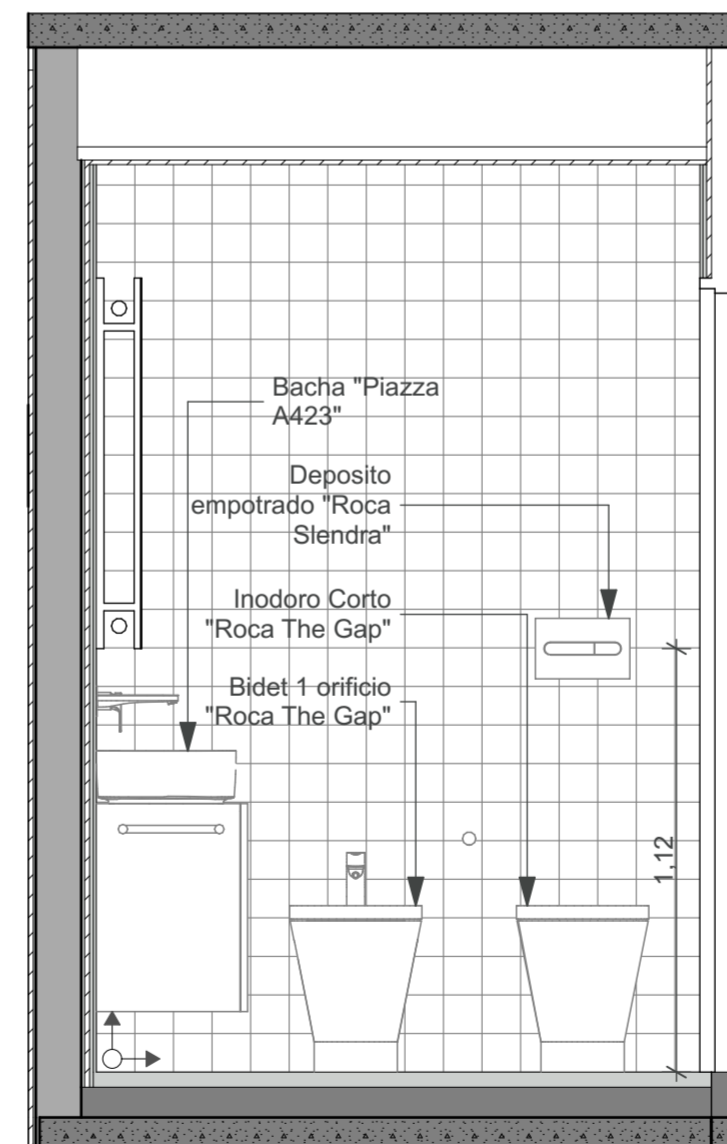 Bacha "Piazza
A423"
Deposito
empotrado "Roca
Slendra"
Inodoro Corto
"Roca The Gap"
Bidet 1 orificio
"Roca The Gap"
1,12